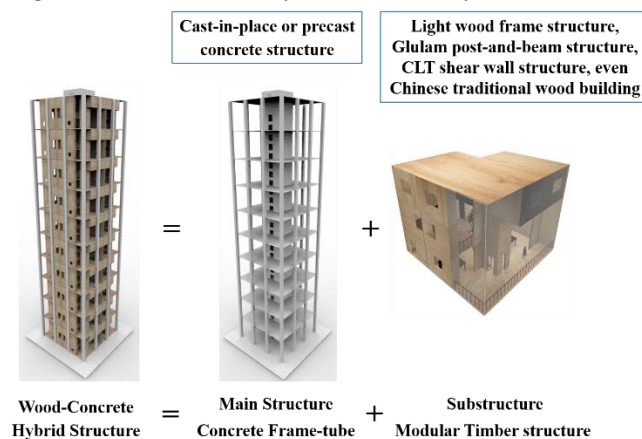 Cast-in-place or precast
concrete structure
Light wood frame structure,
Glulam post-and-beam structure,
CLT shear wall structure, even
Chinese traditional wood building
= +
Wood-Concrete
Hybrid Structure
=
Main Structure
Concrete Frame-tube
+
Substructure
Modular Timber structure